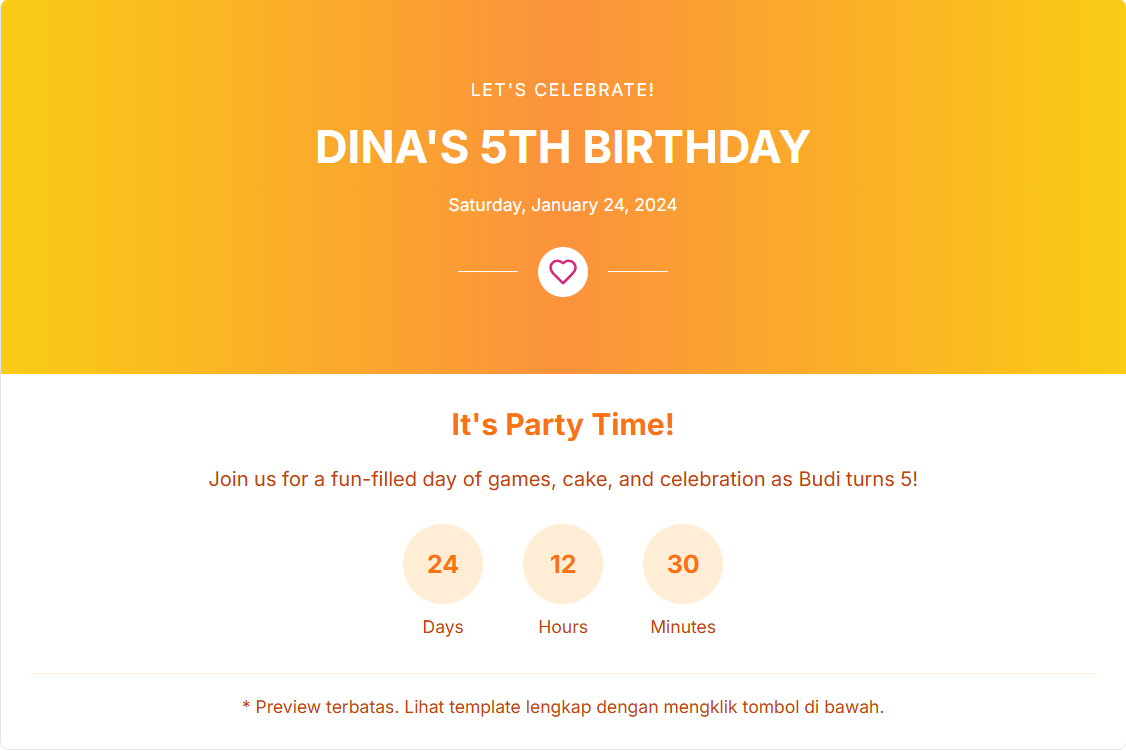 LET'S CELEBRATE!
DINA'S 5TH BIRTHDAY
Saturday, January 24, 2024
It's Party Time!
Join us for a fun-filled day of games, cake, and celebration as Budi turns 5!
24 12 30
Days Hours Minutes
* Preview terbatas. Lihat template lengkap dengan mengklik tombol di bawah.